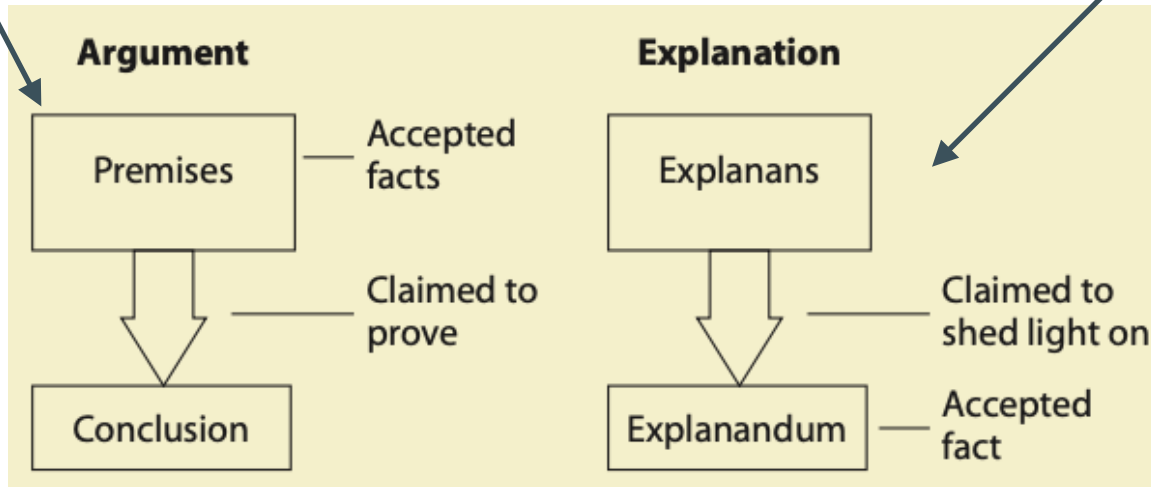 Argument
Premises
Accepted
facts
Claimed to
prove
Conclusion
Explanation
Explanans
Claimed to
shed light on
Explanandum
Accepted
fact